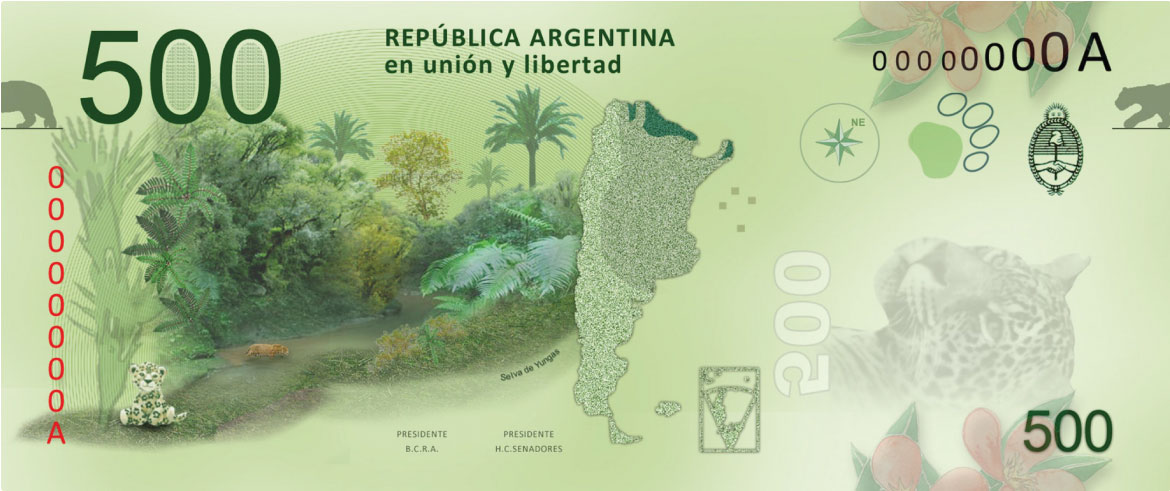 500
REPÚBLICA ARGENTINA
en unión y libertad
00000000A
NE
00000000A
500
Selva de Yungas
PRESIDENTE
B.C.R.A.
PRESIDENTE
H.C.SENADORES
500